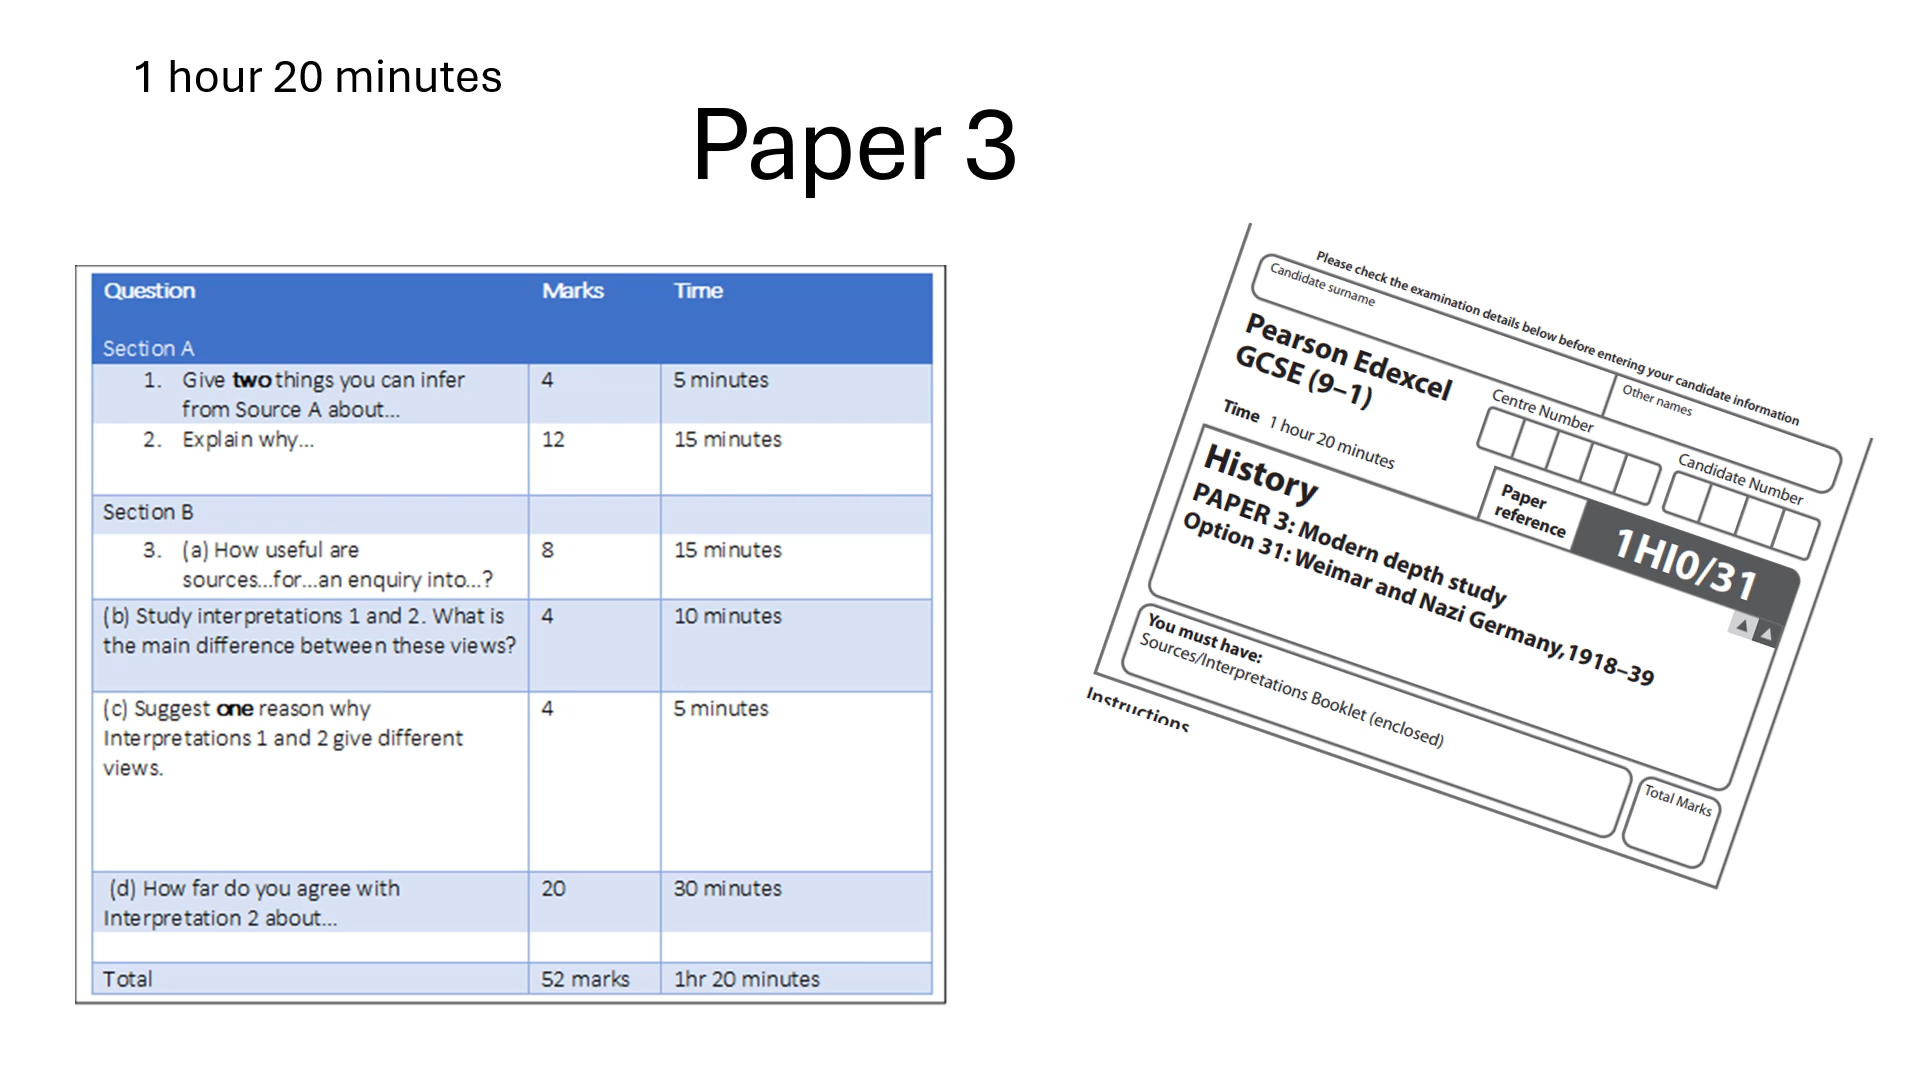 1 hour 20 minutes
Paper 3
Question Marks Time
Section A
1. Give two things you can infer 4 5 minutes
from Source A about...
2. Explain why... 12 15 minutes
Section B
3. (a) How useful are 8 15 minutes
sources...for...an enquiry into...?
(b) Study interpretations 1 and 2. What is 4 10 minutes
the main difference between these views?
(c) Suggest one reason why 4 5 minutes
Interpretations 1 and 2 give different
views.
(d) How far do you agree with 20 30 minutes
Interpretation 2 about...
Total 52 marks 1hr 20 minutes
Please check the examination details below before entering your candidate information
Candidate surname
Other names
Pearson Edexcel
GCSE (9–1)
Centre Number
Candidate Number
Time 1 hour 20 minutes
Paper
reference
1HI0/31
History
PAPER 3: Modern depth study
Option 31: Weimar and Nazi Germany,1918–39
You must have:
Sources/Interpretations Booklet (enclosed)
Total Marks
Instructions